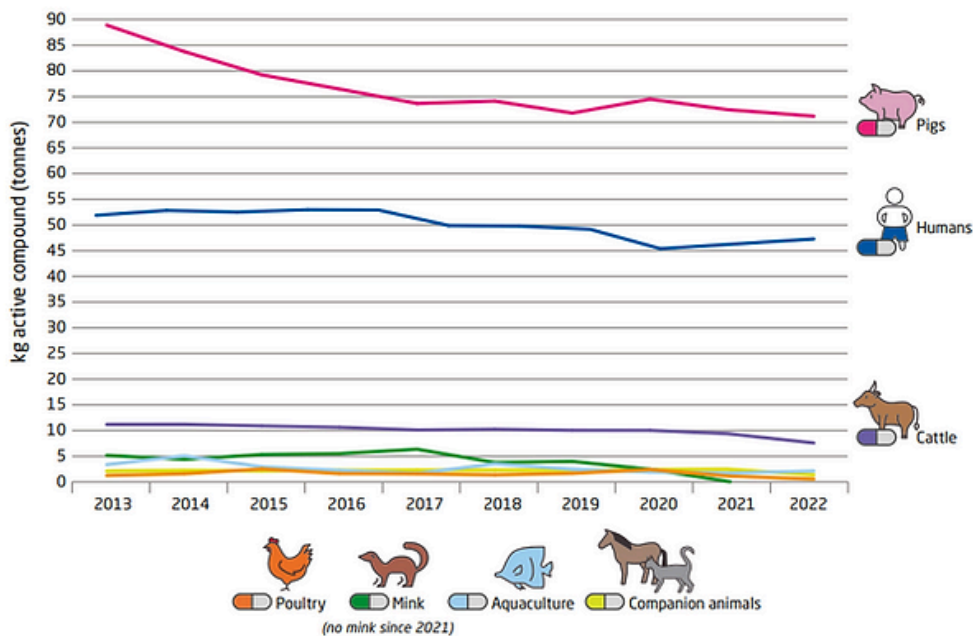 kg active compound (tonnes)
90
85
80
75
70
65
60
55
50
45
40
35
30
25
20
15
10
5
0
2013 2014 2015 2016 2017 2018 2019 2020 2021 2022
Pigs
Humans
Cattle
Poultry Mink Aquaculture Companion animals
(no mink since 2021)